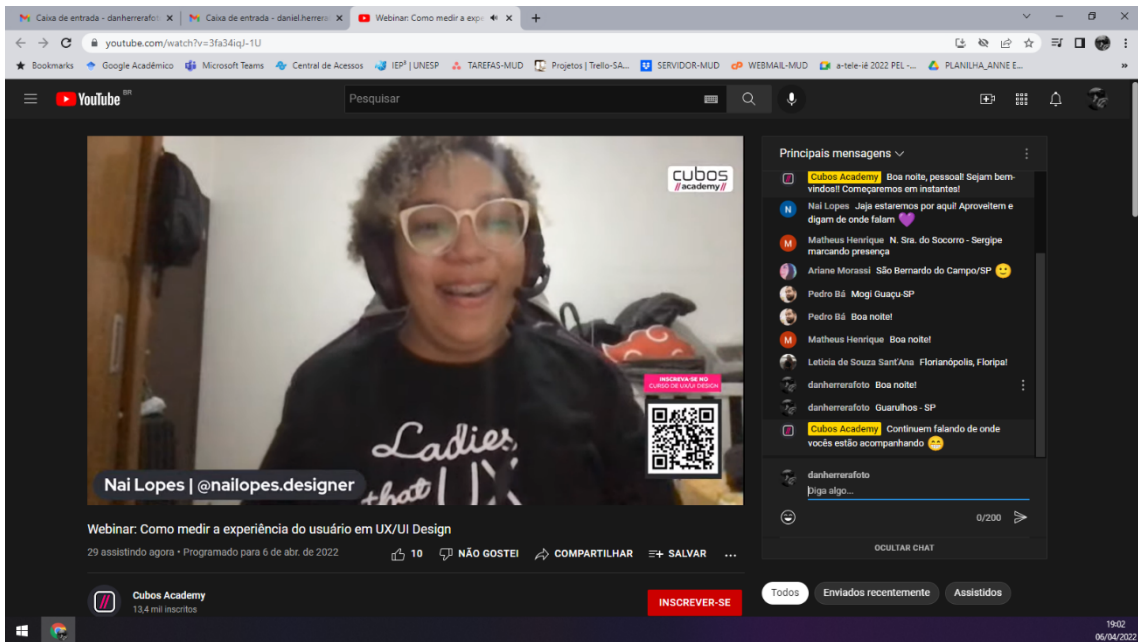 Caixa de entrada - danherrerafoto
Caixa de entrada - daniel.herrera
Webinar: Como medir a expe
youtube.com/watch?v=3fa34iqJ-1U
Bookmarks
Google Acadêmico
Microsoft Teams
Central de Acessos
IEP³ | UNESP
TAREFAS-MUD
Projetos | Trello-SA...
SERVIDOR-MUD
WEBMAIL-MUD
a-tele-ié 2022 PEL -...
PLANILHA_ANNE E...
»
YouTube BR
Pesquisar
cubos
//academy//
INSCREVA-SE NO
CURSO DE UX/UI DESIGN
Ladies,
that UX
Nai Lopes | @nailopes.designer
Webinar: Como medir a experiência do usuário em UX/UI Design
29 assistindo agora • Programado para 6 de abr. de 2022
10
NÃO GOSTEI
COMPARTILHAR
SALVAR
...
Cubos Academy
13,4 mil inscritos
INSCREVER-SE
Principais mensagens
Cubos Academy Boa noite, pessoal! Sejam bem-
vindos!! Começaremos em instantes!
N
Nai Lopes Jaja estaremos por aqui! Aproveitem e
digam de onde falam 💜
M
Matheus Henrique N. Sra. do Socorro - Sergipe
marcando presença
Ariane Morassi São Bernardo do Campo/SP 🙂
Pedro Bá Mogi Guaçu-SP
Pedro Bá Boa noite!
M
Matheus Henrique Boa noite!
Leticia de Souza Sant'Ana Florianópolis, Floripa!
danherrerafoto Boa noite!
danherrerafoto Guarulhos - SP
Cubos Academy Continuem falando de onde
vocês estão acompanhando 😁
danherrerafoto
Diga algo...
0/200
OCULTAR CHAT
Todos
Enviados recentemente
Assistidos
19:02
06/04/2022